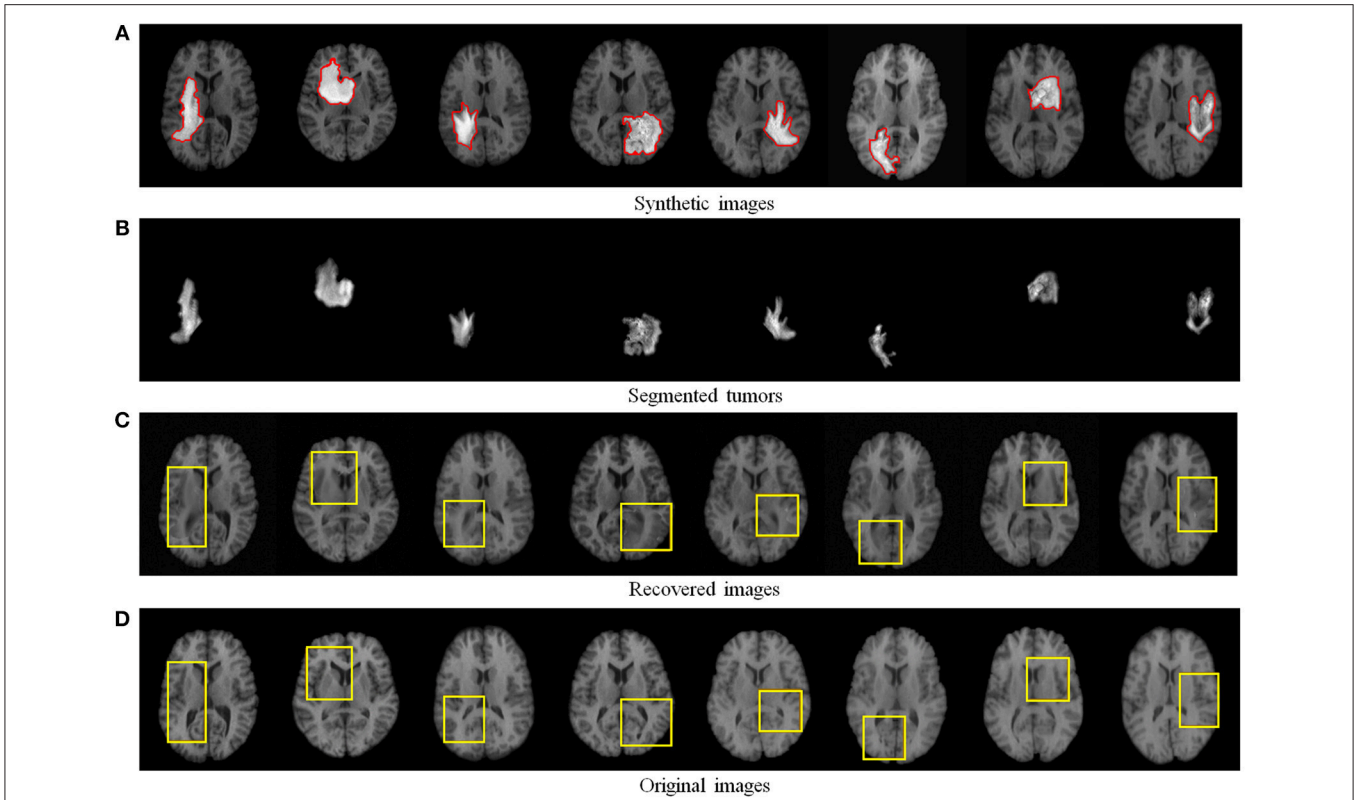 A
Synthetic images
B
Segmented tumors
C
Recovered images
D
Original images